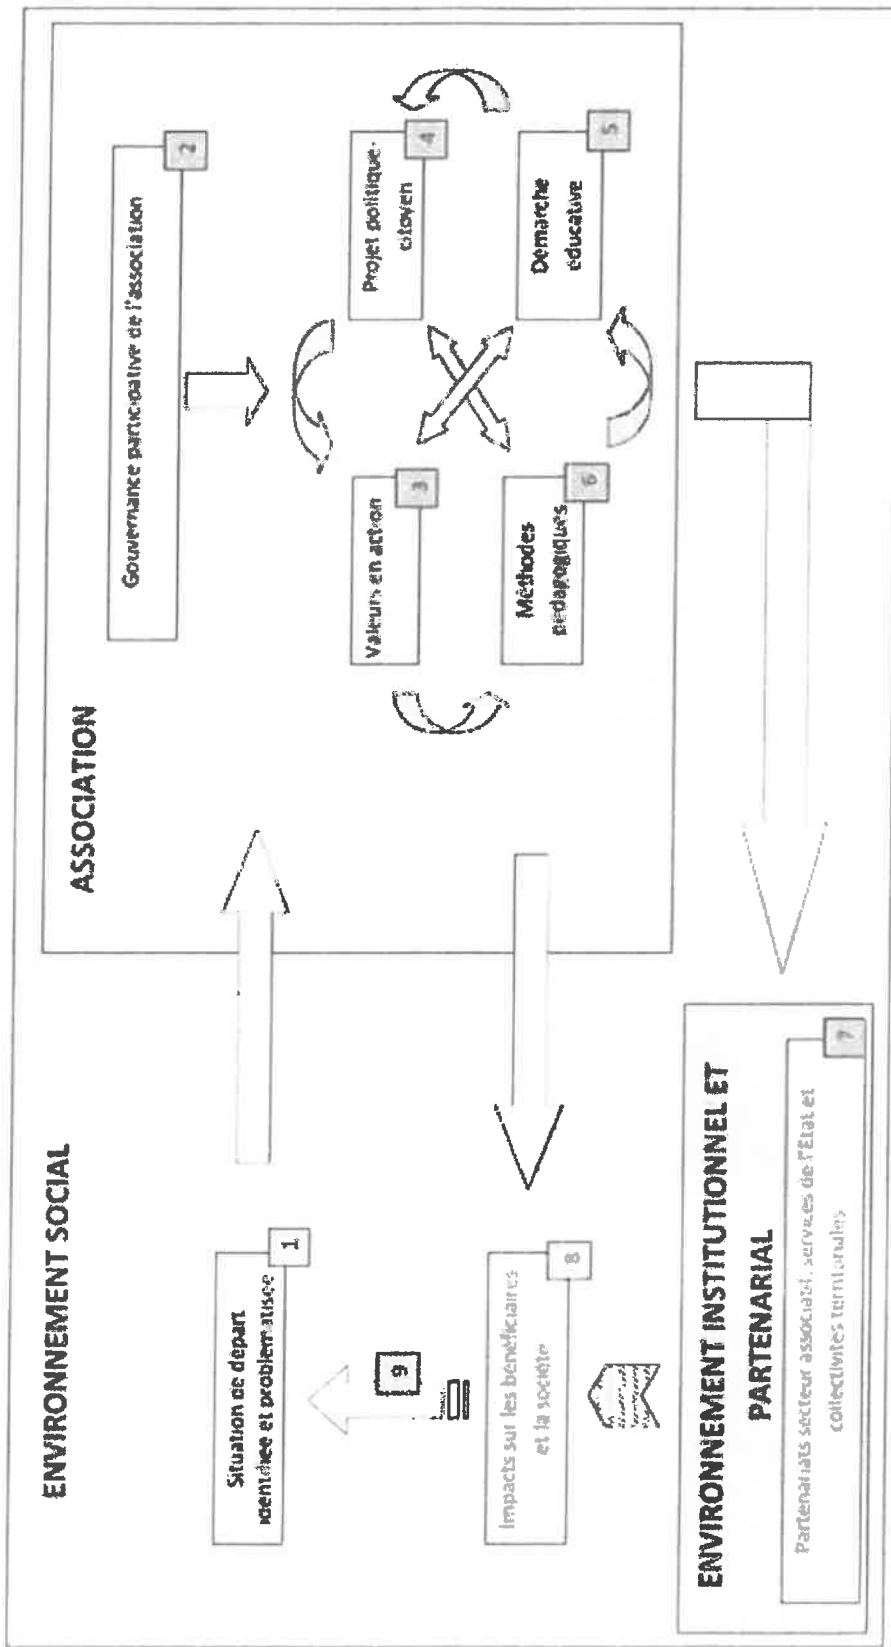 ENVIRONNEMENT SOCIAL
ASSOCIATION
Gouvernance participative de l'association
2
Situation de départ
identifiée et problématisée
1
Valeurs en action
3
Projet politique-
citoyen
4
9
Impacts sur les bénéficiaires
et la société
8
Méthodes
pédagogiques
6
Démarche
éducative
5
ENVIRONNEMENT INSTITUTIONNEL ET
PARTENARIAL
Partenariats secteur associatif, services de l'État et
collectivités territoriales
7